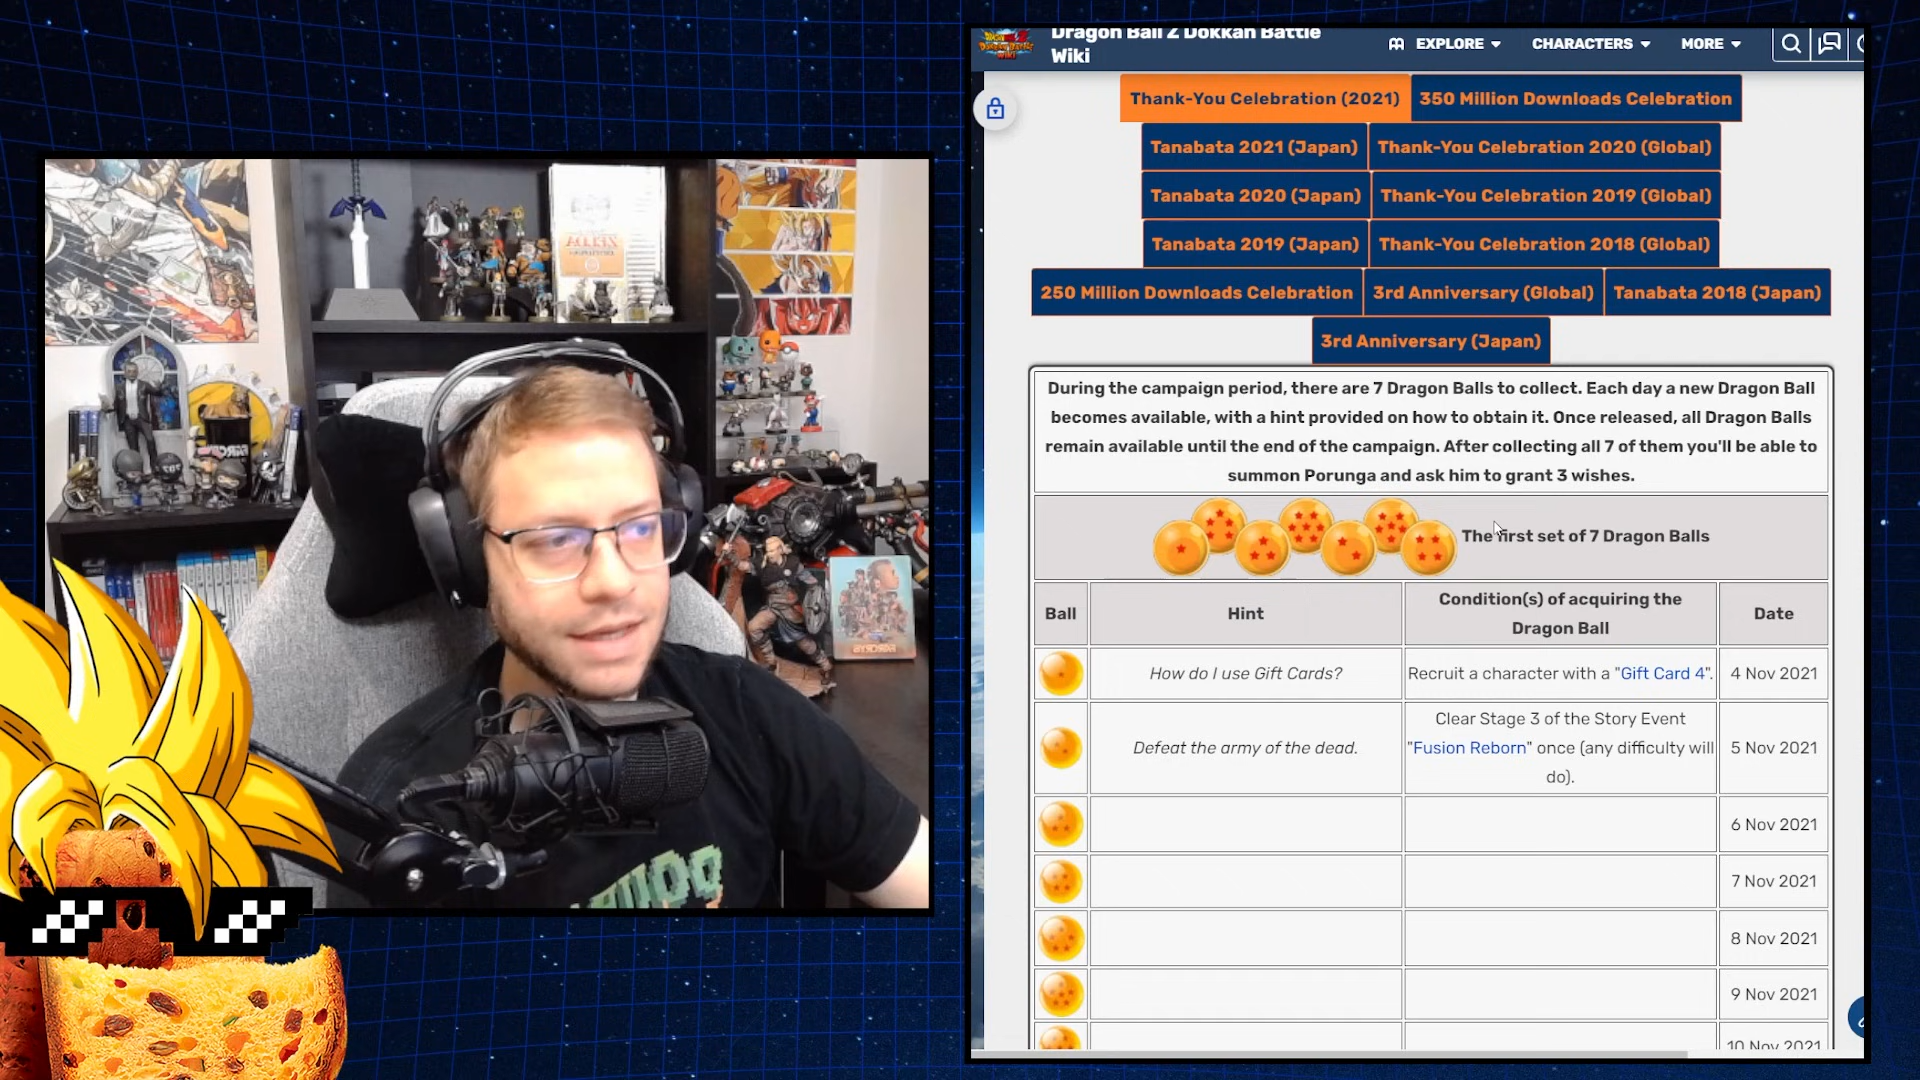 Dragon Ball Z Dokkan Battle
Wiki
EXPLORE
CHARACTERS
MORE
Thank-You Celebration (2021)
350 Million Downloads Celebration
Tanabata 2021 (Japan)
Thank-You Celebration 2020 (Global)
Tanabata 2020 (Japan)
Thank-You Celebration 2019 (Global)
Tanabata 2019 (Japan)
Thank-You Celebration 2018 (Global)
250 Million Downloads Celebration
3rd Anniversary (Global)
Tanabata 2018 (Japan)
3rd Anniversary (Japan)
During the campaign period, there are 7 Dragon Balls to collect. Each day a new Dragon Ball
becomes available, with a hint provided on how to obtain it. Once released, all Dragon Balls
remain available until the end of the campaign. After collecting all 7 of them you'll be able to
summon Porunga and ask him to grant 3 wishes.
The first set of 7 Dragon Balls
Ball
Hint
Condition(s) of acquiring the
Dragon Ball
Date
How do I use Gift Cards?
Recruit a character with a "Gift Card 4".
4 Nov 2021
Defeat the army of the dead.
Clear Stage 3 of the Story Event
"Fusion Reborn" once (any difficulty will
do).
5 Nov 2021
6 Nov 2021
7 Nov 2021
8 Nov 2021
9 Nov 2021
10 Nov 2021